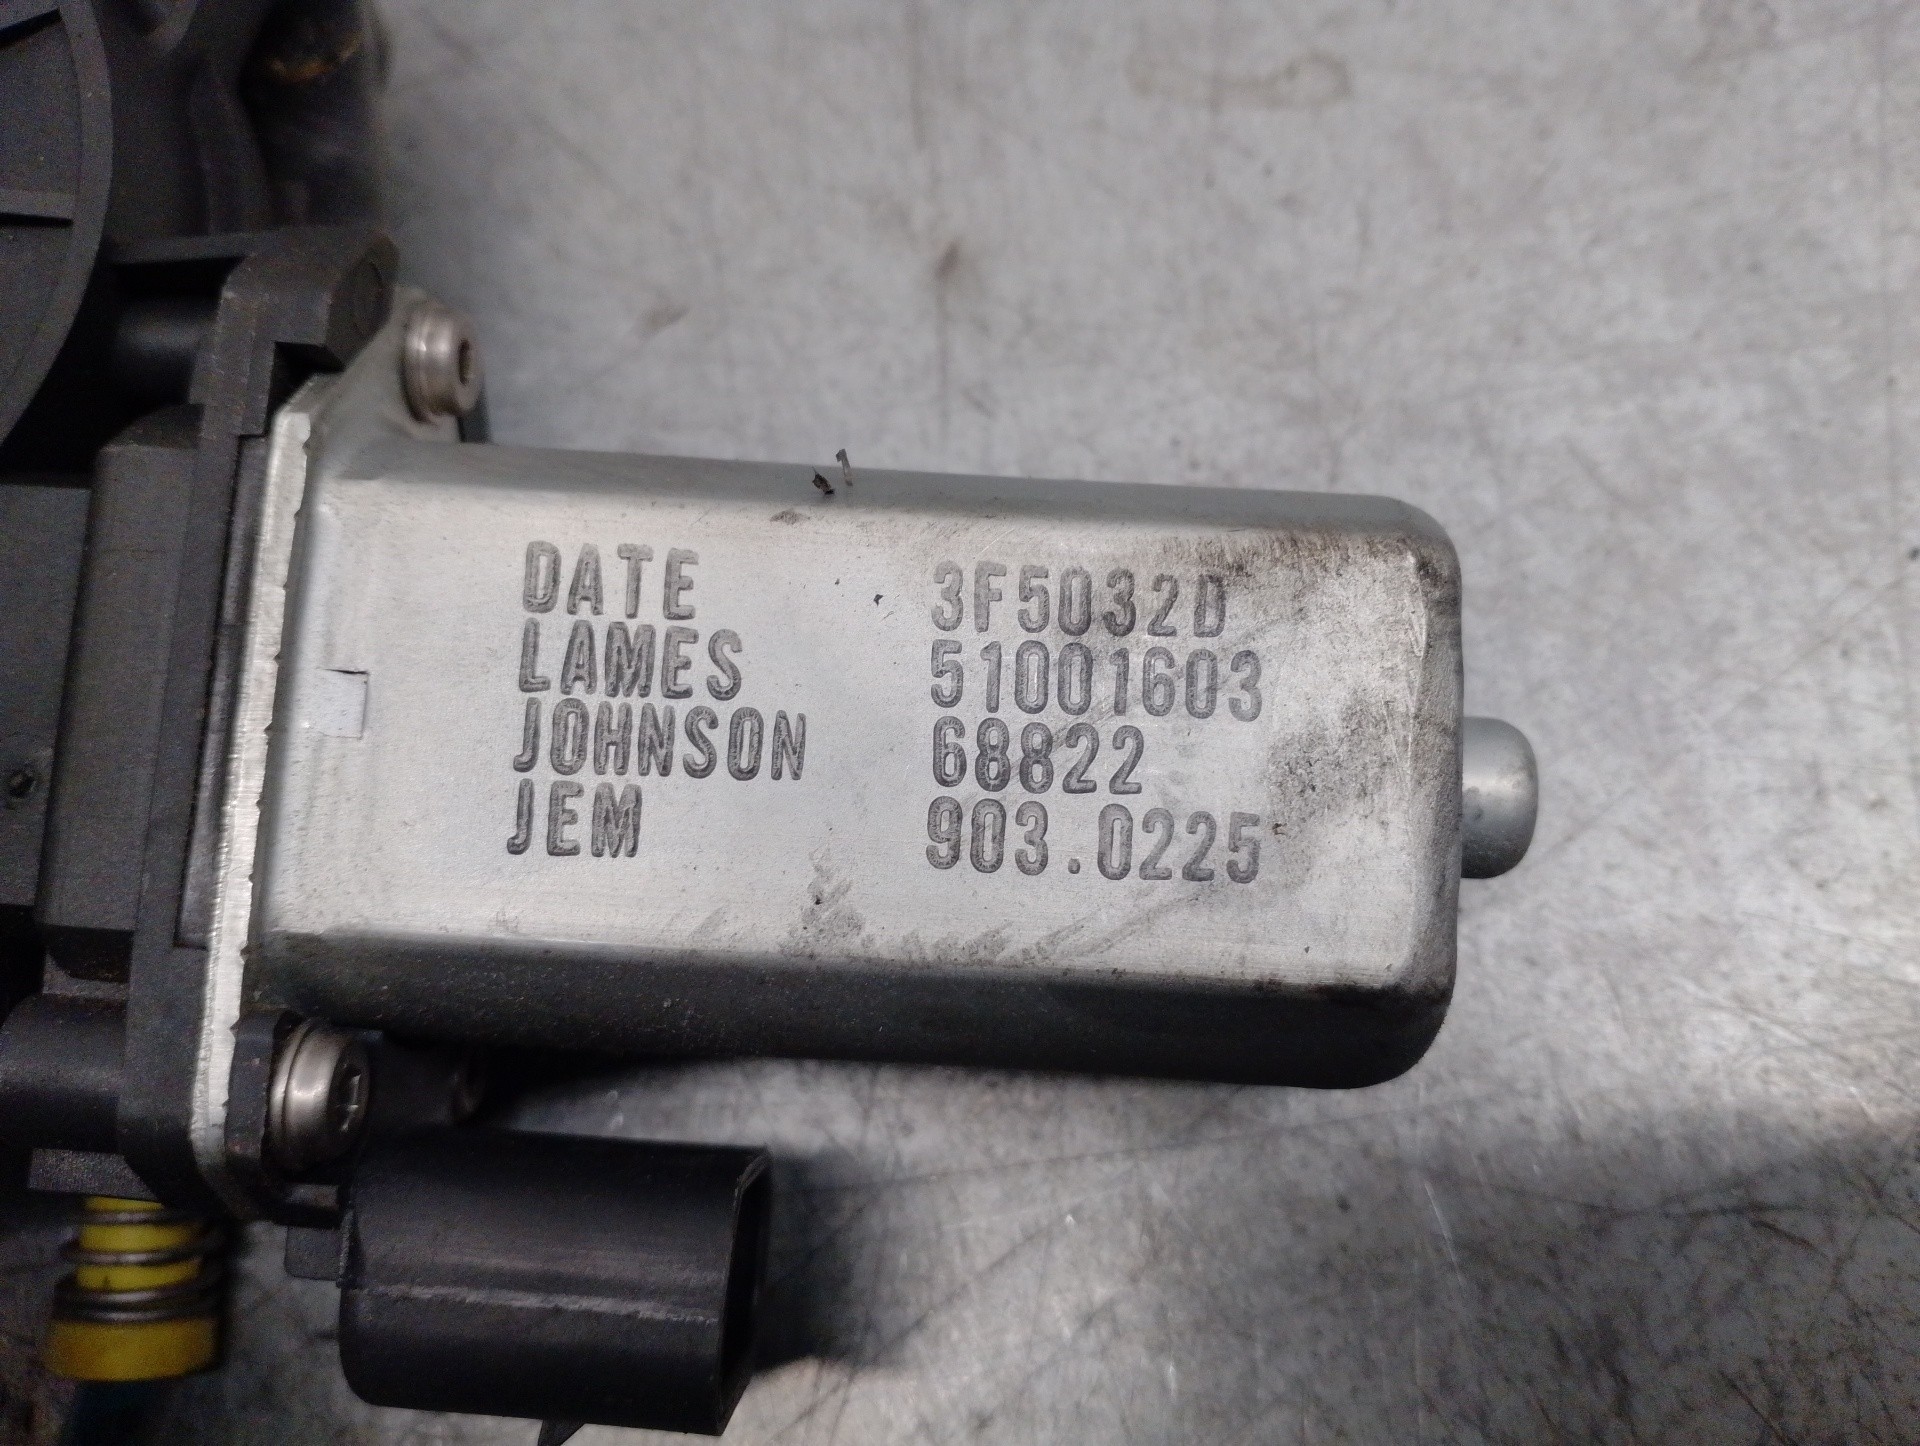 DATE 3F5032D
LAMES 51001603
JOHNSON 68822
JEM 903.0225